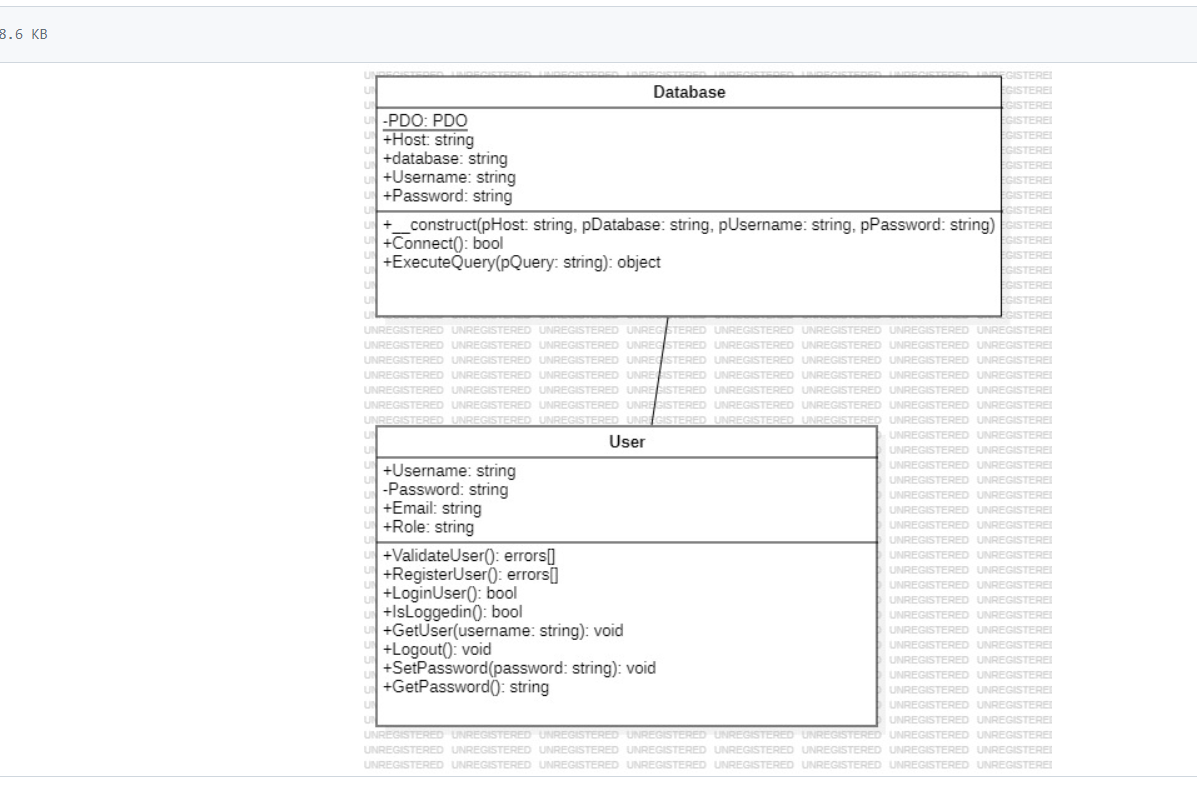 8.6 KB
Database
-PDO: PDO
+Host: string
+database: string
+Username: string
+Password: string
+__construct(pHost: string, pDatabase: string, pUsername: string, pPassword: string)
+Connect(): bool
+ExecuteQuery(pQuery: string): object
UNREGISTERED UNREGISTERED UNREGISTERED UNREGISTERED UNREGISTERED UNREGISTERED UNREGISTERED
User
+Username: string
-Password: string
+Email: string
+Role: string
+ValidateUser(): errors[]
+RegisterUser(): errors[]
+LoginUser(): bool
+IsLoggedin(): bool
+GetUser(username: string): void
+Logout(): void
+SetPassword(password: string): void
+GetPassword(): string